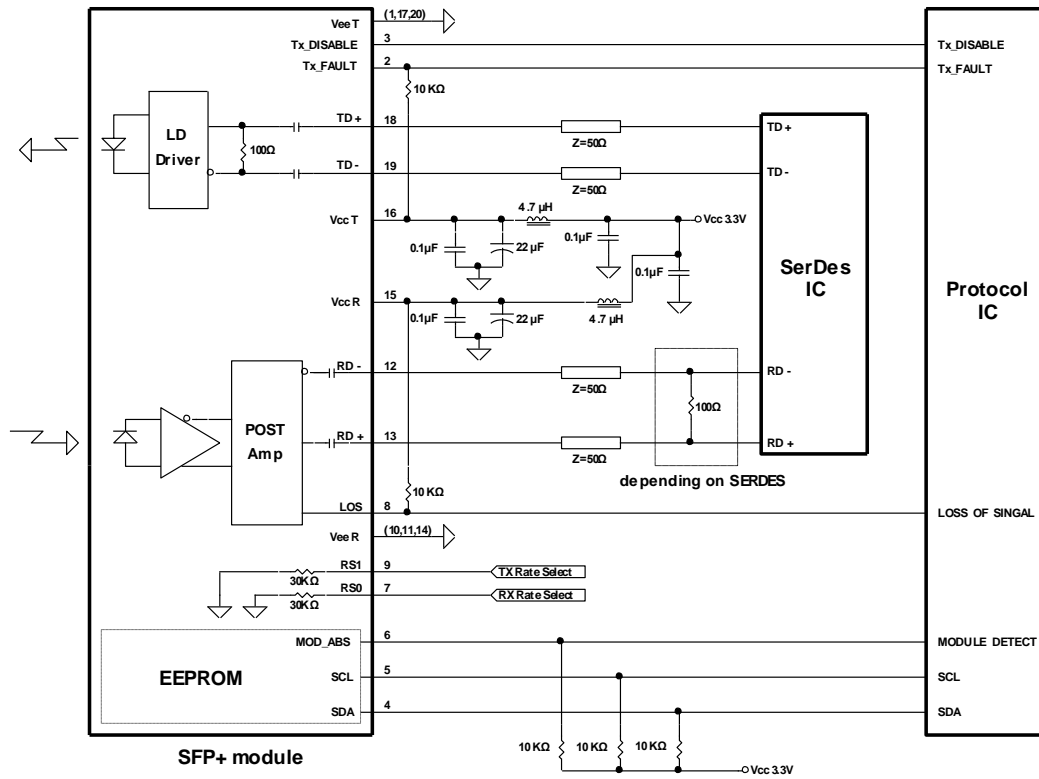 Vee T (1,17,20)
Tx_DISABLE 3 Tx_DISABLE
Tx_FAULT 2 Tx_FAULT
10 KΩ
LD
Driver
100Ω
TD + 18 TD +
Z=50Ω
TD - 19 TD -
Z=50Ω
4.7 µH
Vcc T 16 Vcc 3.3V
0.1µF 22 µF 0.1µF 0.1µF
SerDes
IC
Protocol
IC
Vcc R 15
0.1µF 22 µF 4.7 µH
RD - 12 RD -
Z=50Ω
100Ω
POST
Amp
RD + 13 RD +
Z=50Ω
depending on SERDES
10 KΩ
LOS 8 LOSS OF SINGAL
Vee R (10,11,14)
RS1 9 TX Rate Select
30KΩ
RS0 7 RX Rate Select
30KΩ
MOD_ABS 6 MODULE DETECT
EEPROM
SCL 5 SCL
SDA 4 SDA
10 KΩ 10 KΩ 10 KΩ
Vcc 3.3V
SFP+ module